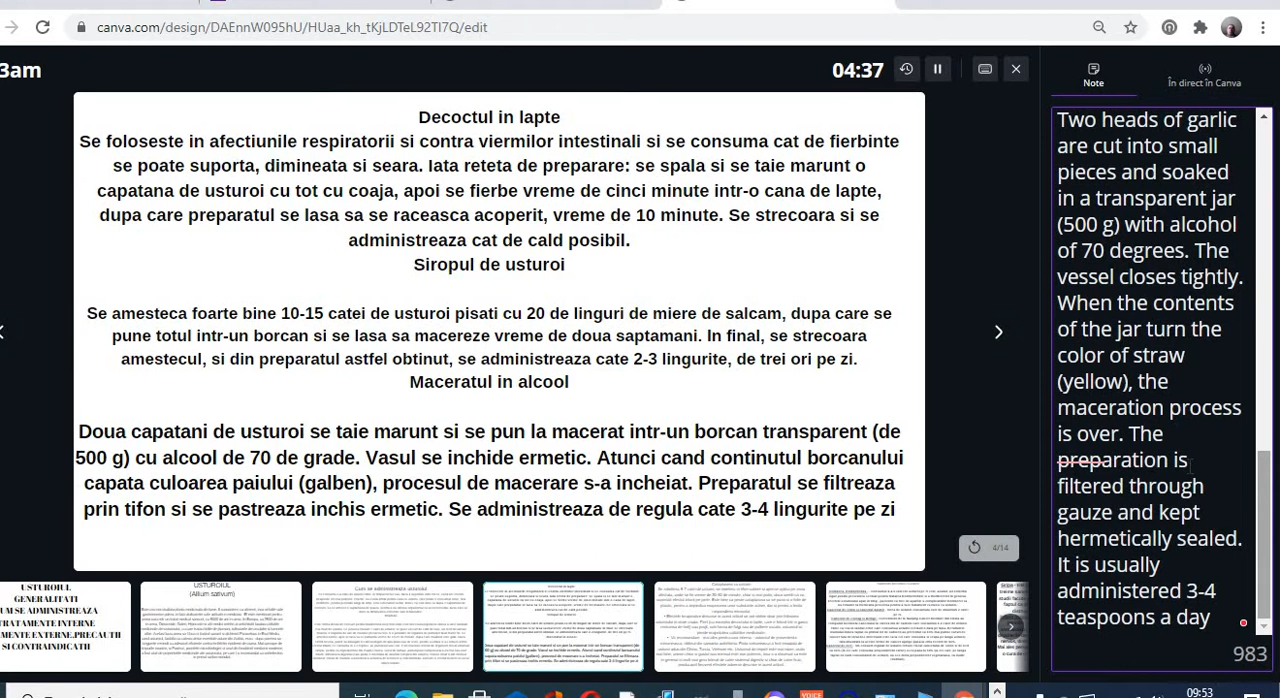 canva.com/design/DAEnnW095hU/HUaa_kh_tKjLDTeL92TI7Q/edit
3am
04:37
Note
În direct în Canva
Decoctul in lapte
Se foloseste in afectiunile respiratorii si contra viermilor intestinali si se consuma cat de fierbinte
se poate suporta, dimineata si seara. Iata reteta de preparare: se spala si se taie marunt o
capatana de usturoi cu tot cu coaja, apoi se fierbe vreme de cinci minute intr-o cana de lapte,
dupa care preparatul se lasa sa se raceasca acoperit, vreme de 10 minute. Se strecoara si se
administreaza cat de cald posibil.
Siropul de usturoi
Se amesteca foarte bine 10-15 catei de usturoi pisati cu 20 de linguri de miere de salcam, dupa care se
pune totul intr-un borcan si se lasa sa macereze vreme de doua saptamani. In final, se strecoara
amestecul, si din preparatul astfel obtinut, se administreaza cate 2-3 lingurite, de trei ori pe zi.
Maceratul in alcool
Doua capatani de usturoi se taie marunt si se pun la macerat intr-un borcan transparent (de
500 g) cu alcool de 70 de grade. Vasul se inchide ermetic. Atunci cand continutul borcanului
capata culoarea paiului (galben), procesul de macerare s-a incheiat. Preparatul se filtreaza
prin tifon si se pastreaza inchis ermetic. Se administreaza de regula cate 3-4 lingurite pe zi
4/14
Two heads of garlic
are cut into small
pieces and soaked
in a transparent jar
(500 g) with alcohol
of 70 degrees. The
vessel closes tightly.
When the contents
of the jar turn the
color of straw
(yellow), the
maceration process
is over. The
preparation is
filtered through
gauze and kept
hermetically sealed.
It is usually
administered 3-4
teaspoons a day
983
USTUROIUL
GENERALITATI
UM SE ADMINISTRAZA
TRATAMENTE INTERNE
MENTE EXTERNE.PRECAUTII
SI CONTRAINDICATII
USTUROIUL
(Allium sativum)
09:53